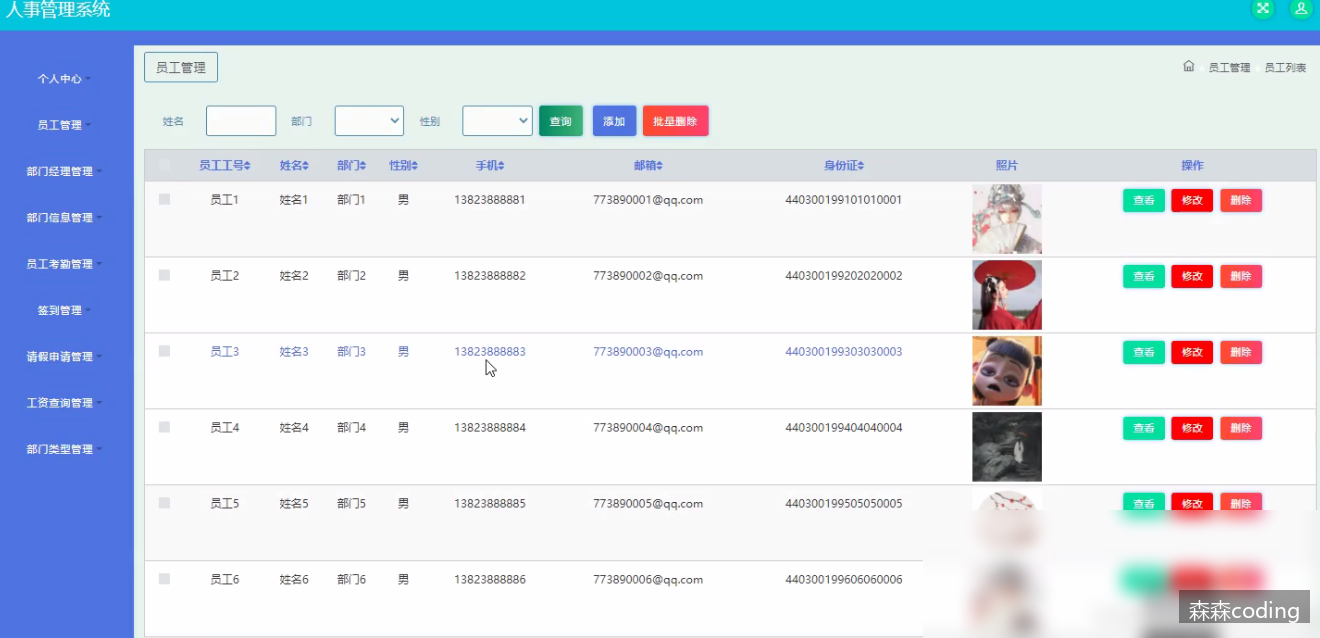 人事管理系统
个人中心
员工管理
部门经理管理
部门信息管理
员工考勤管理
签到管理
请假申请管理
工资查询管理
部门类型管理
员工管理
员工管理 员工列表
姓名 部门 性别 查询 添加 批量删除
员工工号 姓名 部门 性别 手机 邮箱 身份证 照片 操作
员工1 姓名1 部门1 男 13823888881 773890001@qq.com 440300199101010001 查看 修改 删除
员工2 姓名2 部门2 男 13823888882 773890002@qq.com 440300199202020002 查看 修改 删除
员工3 姓名3 部门3 男 13823888883 773890003@qq.com 440300199303030003 查看 修改 删除
员工4 姓名4 部门4 男 13823888884 773890004@qq.com 440300199404040004 查看 修改 删除
员工5 姓名5 部门5 男 13823888885 773890005@qq.com 440300199505050005 查看 修改 删除
员工6 姓名6 部门6 男 13823888886 773890006@qq.com 440300199606060006
森森coding